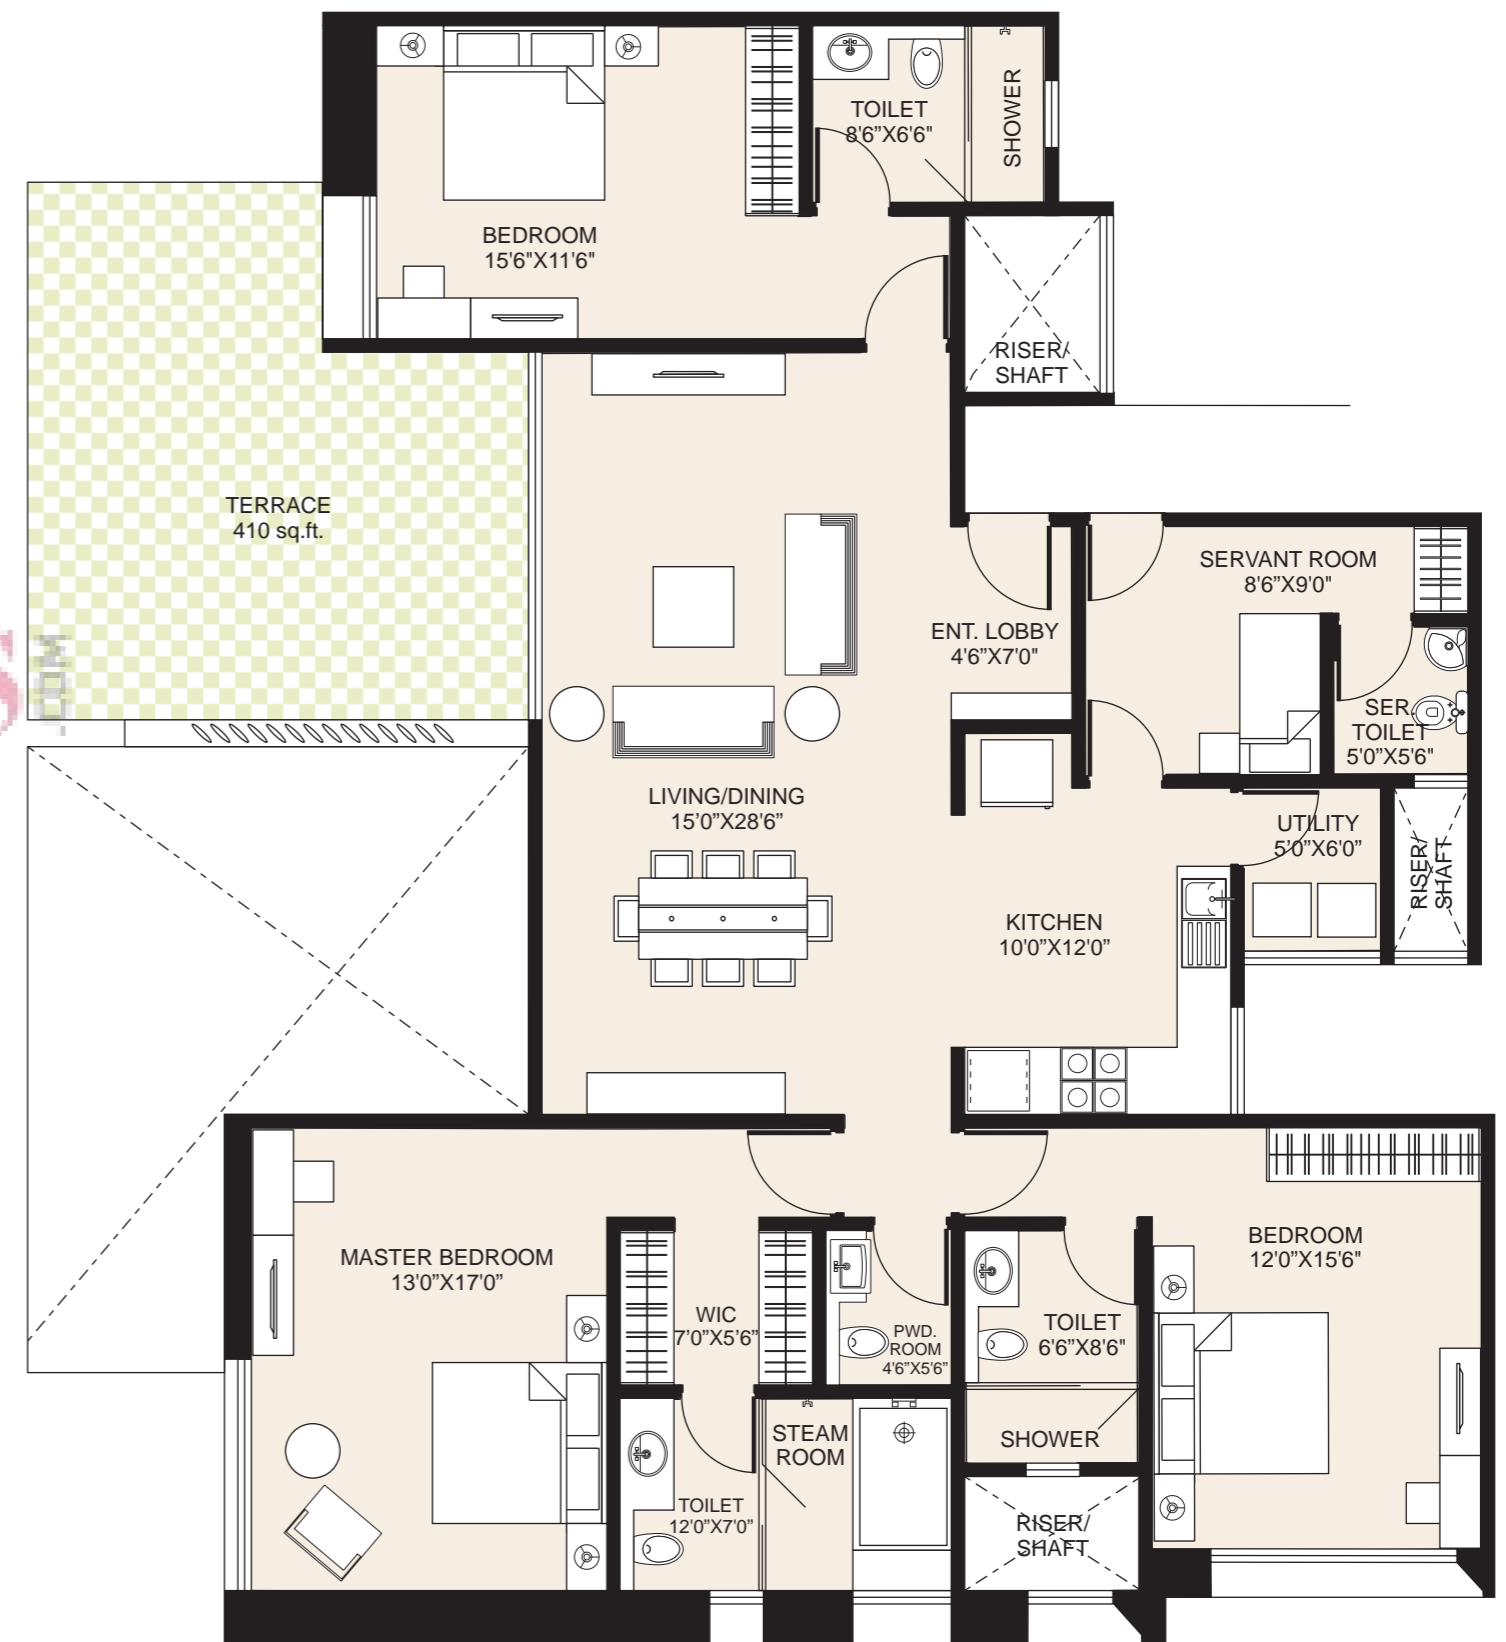 TOILET
8'6”X6'6"
SHOWER
BEDROOM
15'6"X11'6"
RISER/
SHAFT
TERRACE
410 sq.ft.
SERVANT ROOM
8'6”X9'0"
ENT. LOBBY
4'6”X7'0"
SER.
TOILET
5'0”X5'6"
.COM
LIVING/DINING
15’0”X28'6”
UTILITY
5’0”X6'0”
RISER/
SHAFT
KITCHEN
10'0”X12'0”
MASTER BEDROOM
13'0”X17'0”
BEDROOM
12'0”X15'6”
WIC
7'0”X5'6”
PWD.
ROOM
4'6”X5'6”
TOILET
6'6”X8'6”
STEAM
ROOM
SHOWER
TOILET
12'0”X7'0”
RISER/
SHAFT